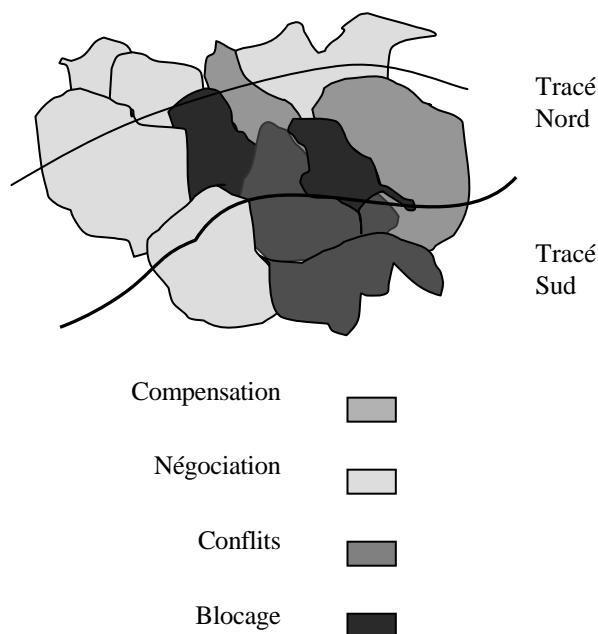 Tracé
Nord
Tracé
Sud
Compensation
Négociation
Conflits
Blocage